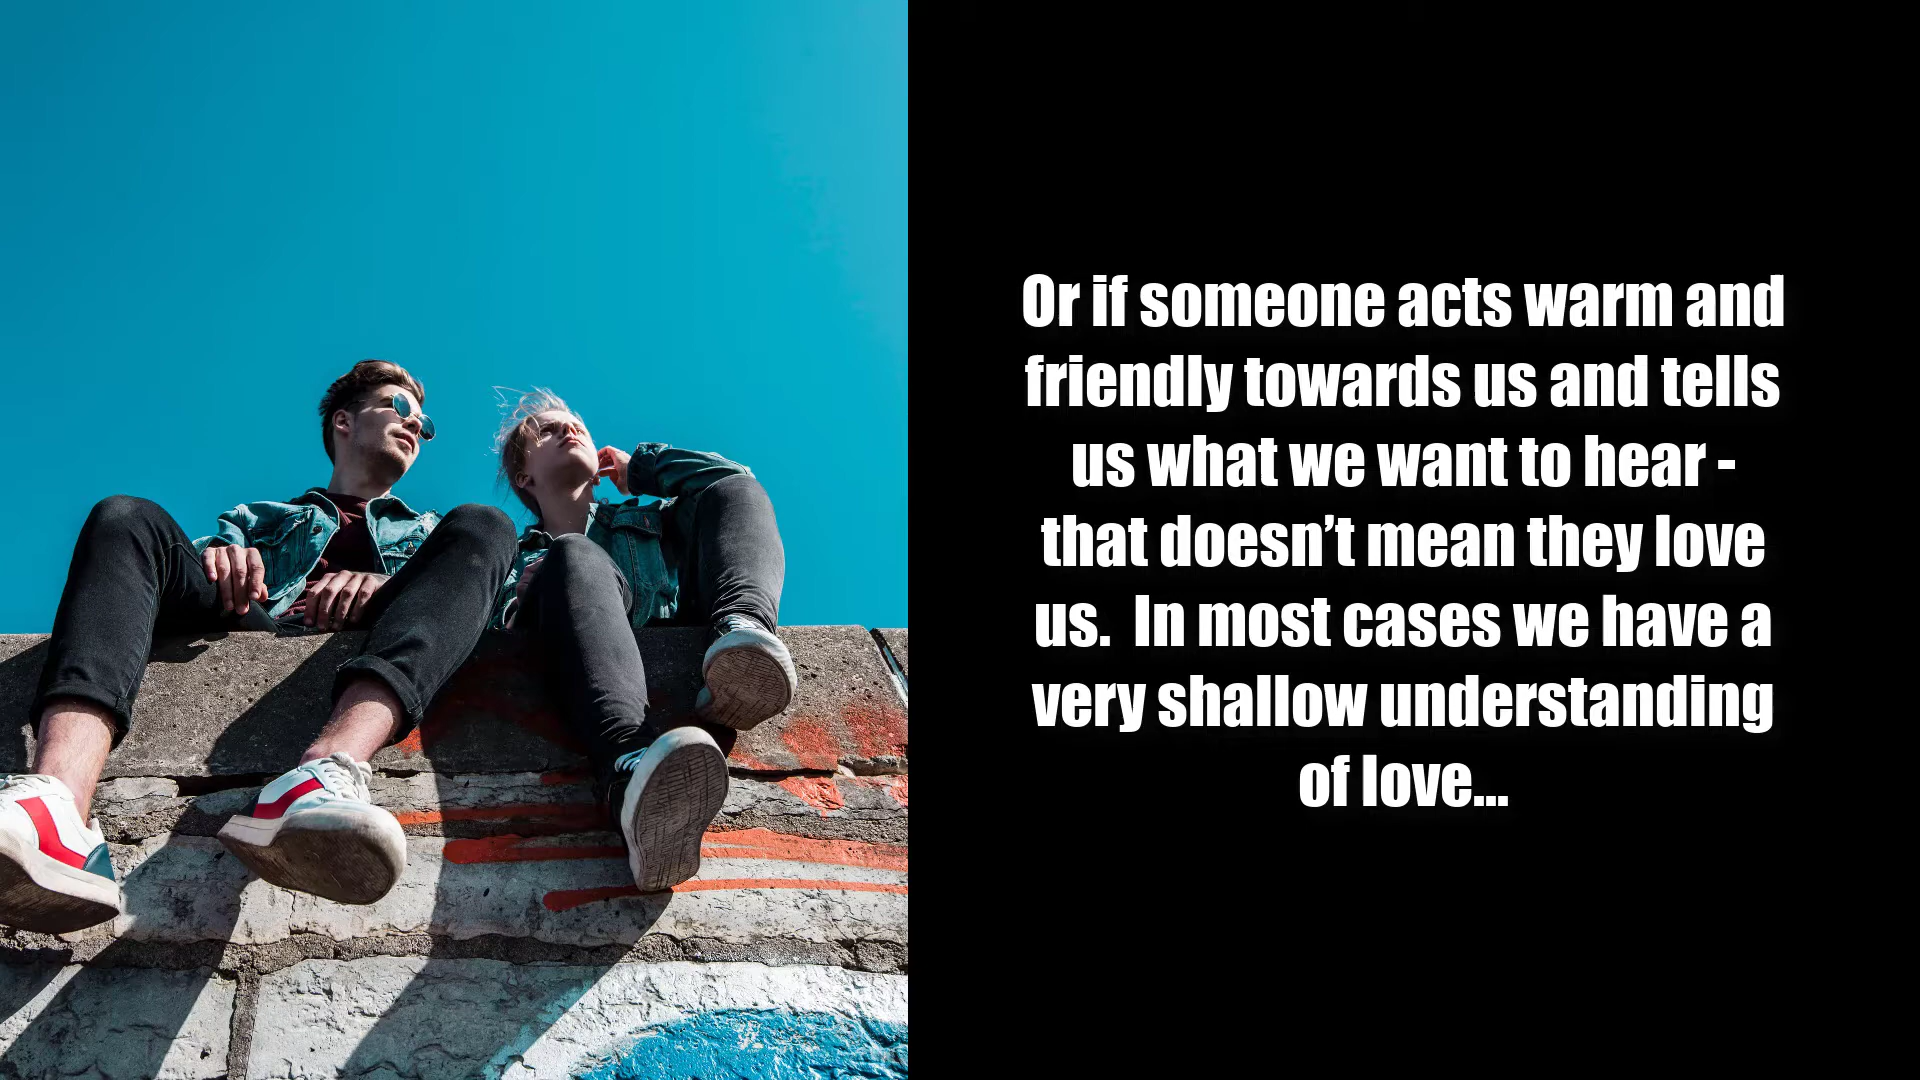 Or if someone acts warm and
friendly towards us and tells
us what we want to hear -
that doesn’t mean they love
us.  In most cases we have a
very shallow understanding
of love...